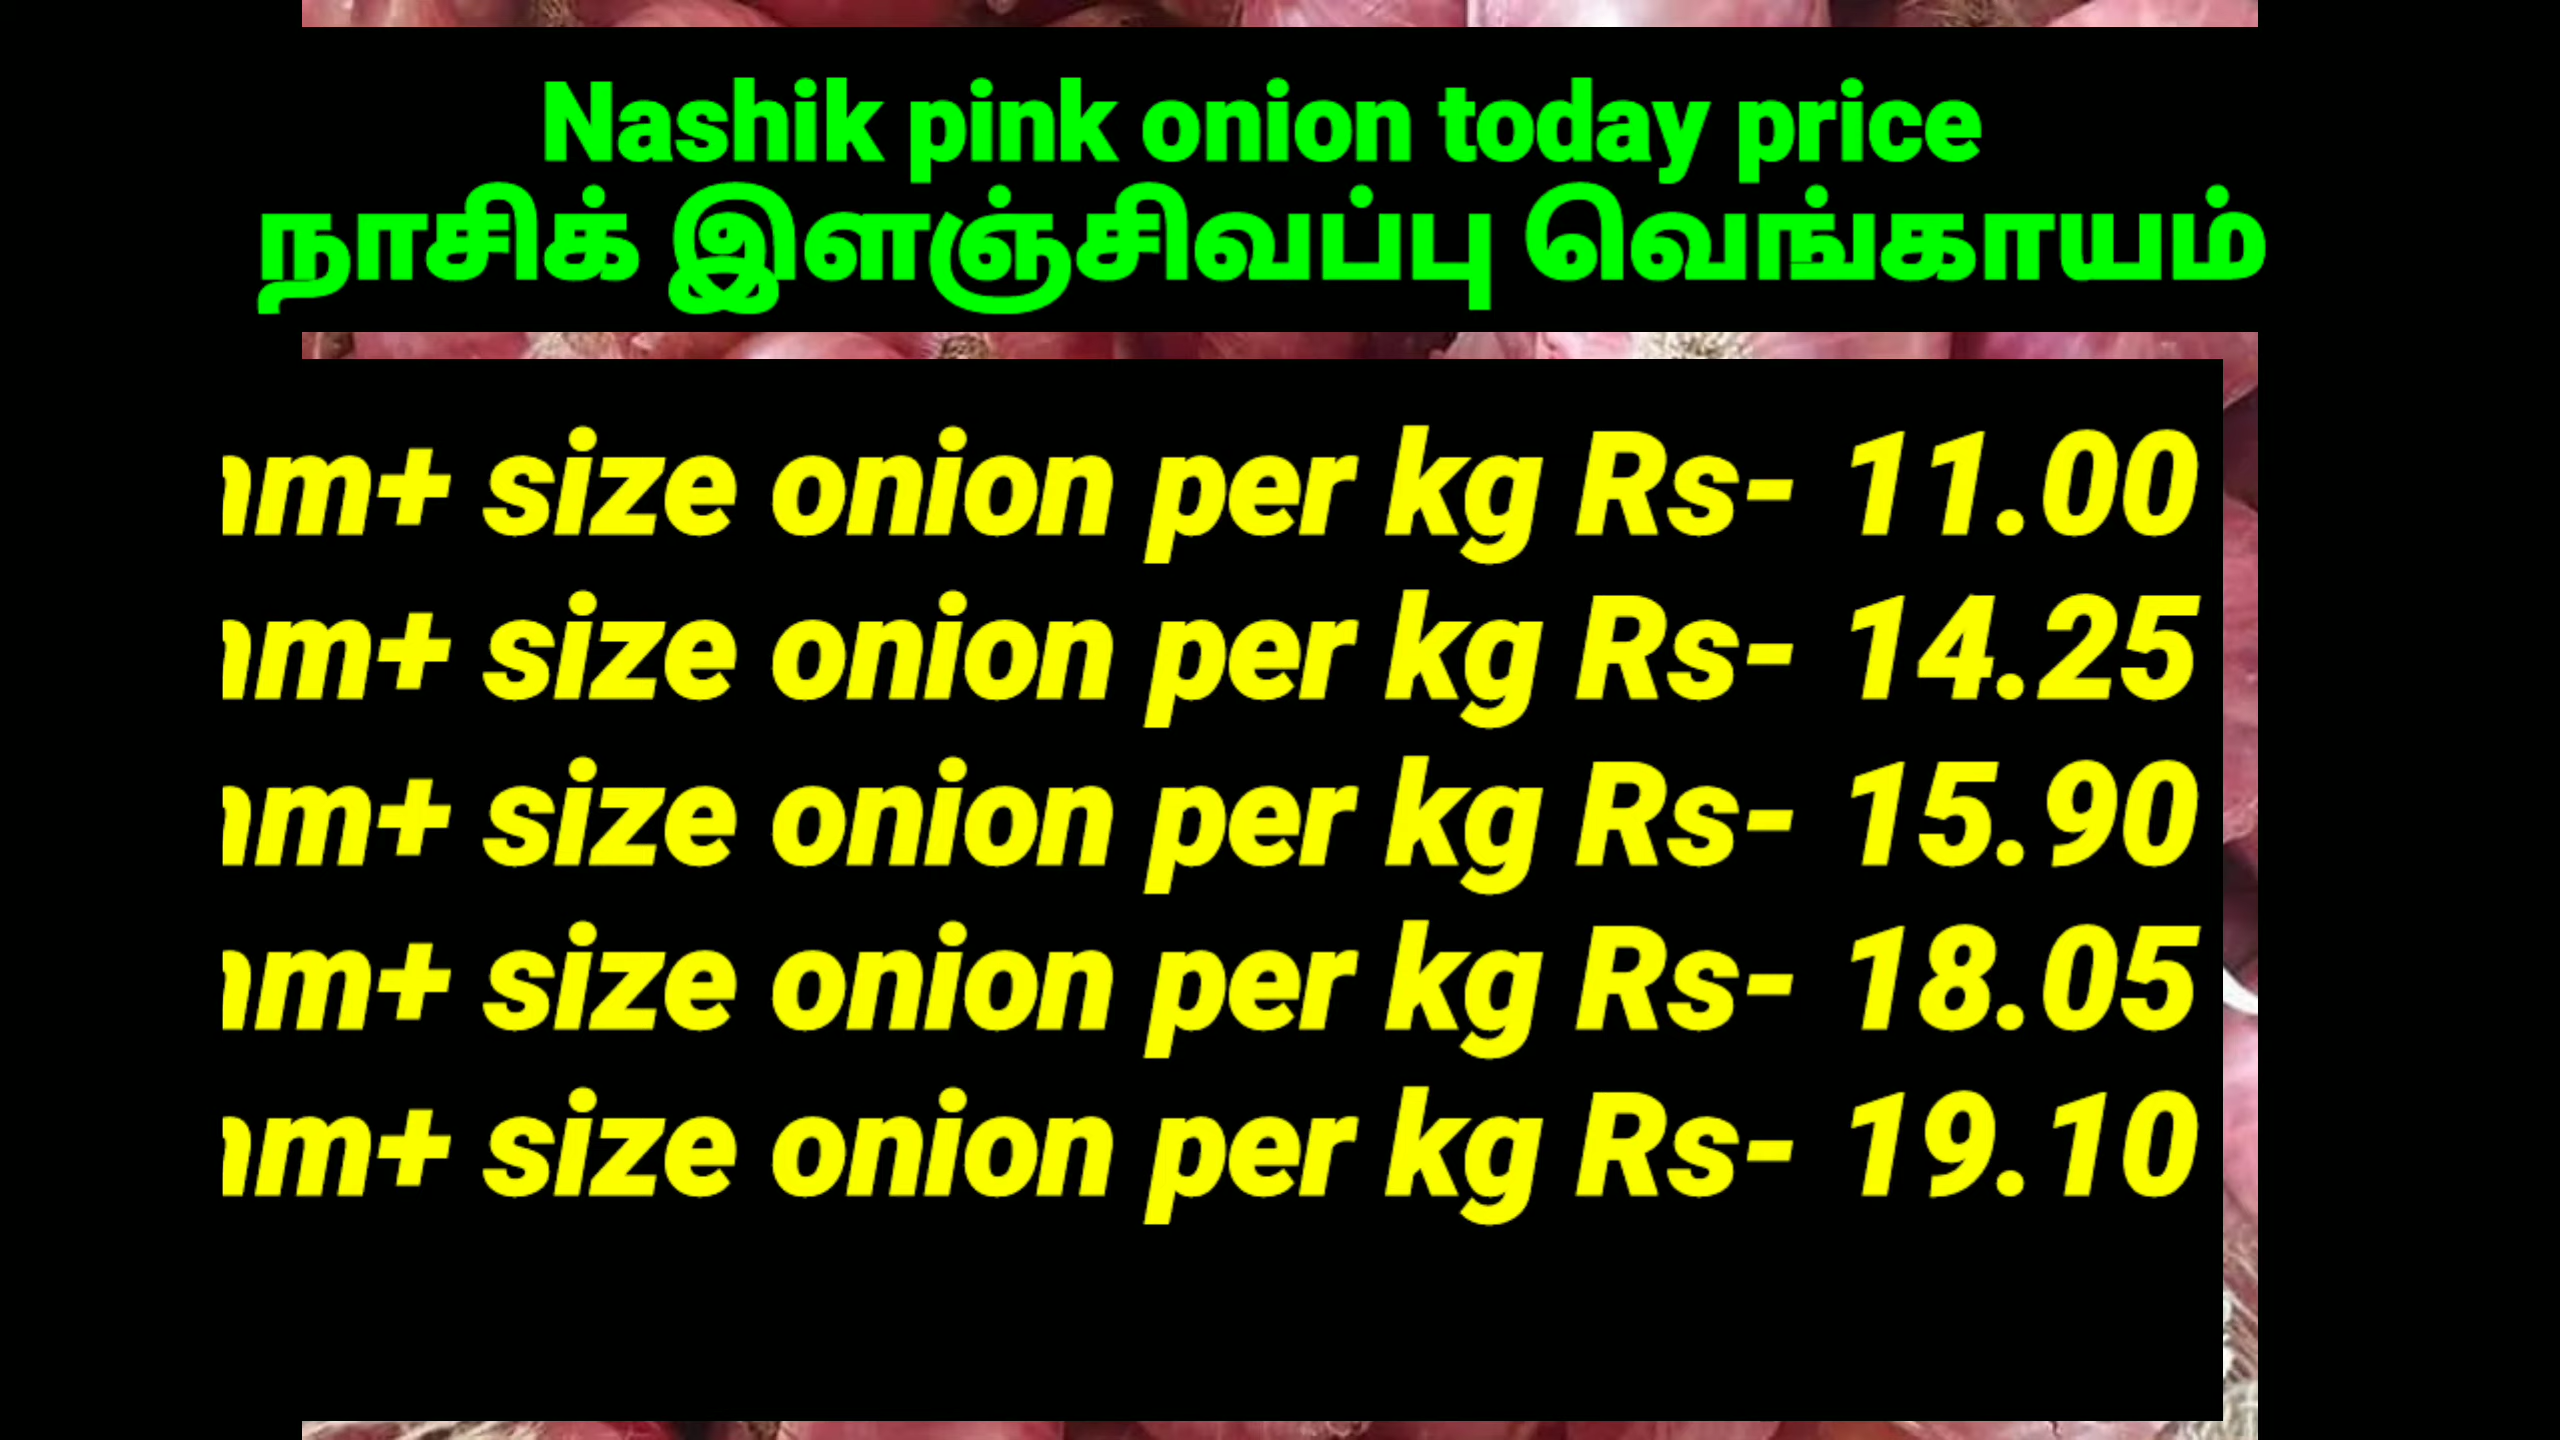 Nashik pink onion today price
நாசிக் இளஞ்சிவப்பு வெங்காயம்
m+ size onion per kg Rs- 11.00
m+ size onion per kg Rs- 14.25
m+ size onion per kg Rs- 15.90
m+ size onion per kg Rs- 18.05
m+ size onion per kg Rs- 19.10